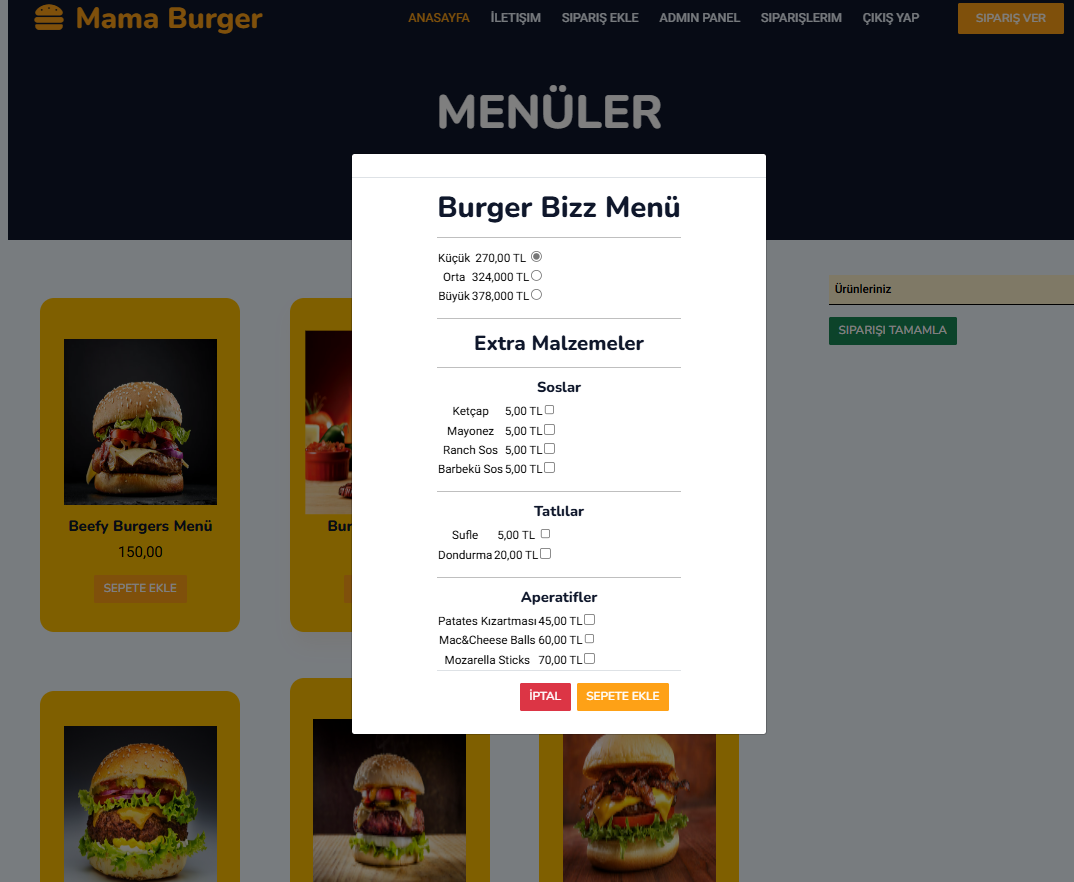 Mama Burger
ANASAYFA İLETIŞIM SIPARIŞ EKLE ADMIN PANEL SIPARIŞLERIM ÇIKIŞ YAP SIPARIŞ VER
MENÜLER
Burger Bizz Menü
Küçük 270,00 TL
Orta 324,000 TL
Büyük 378,000 TL
Extra Malzemeler
Soslar
Ketçap 5,00 TL
Mayonez 5,00 TL
Ranch Sos 5,00 TL
Barbekü Sos 5,00 TL
Tatlılar
Sufle 5,00 TL
Dondurma 20,00 TL
Aperatifler
Patates Kızartması 45,00 TL
Mac&Cheese Balls 60,00 TL
Mozarella Sticks 70,00 TL
İPTAL SEPETE EKLE
Ürünleriniz
SIPARIŞI TAMAMLA
Beefy Burgers Menü
150,00
SEPETE EKLE
Bur